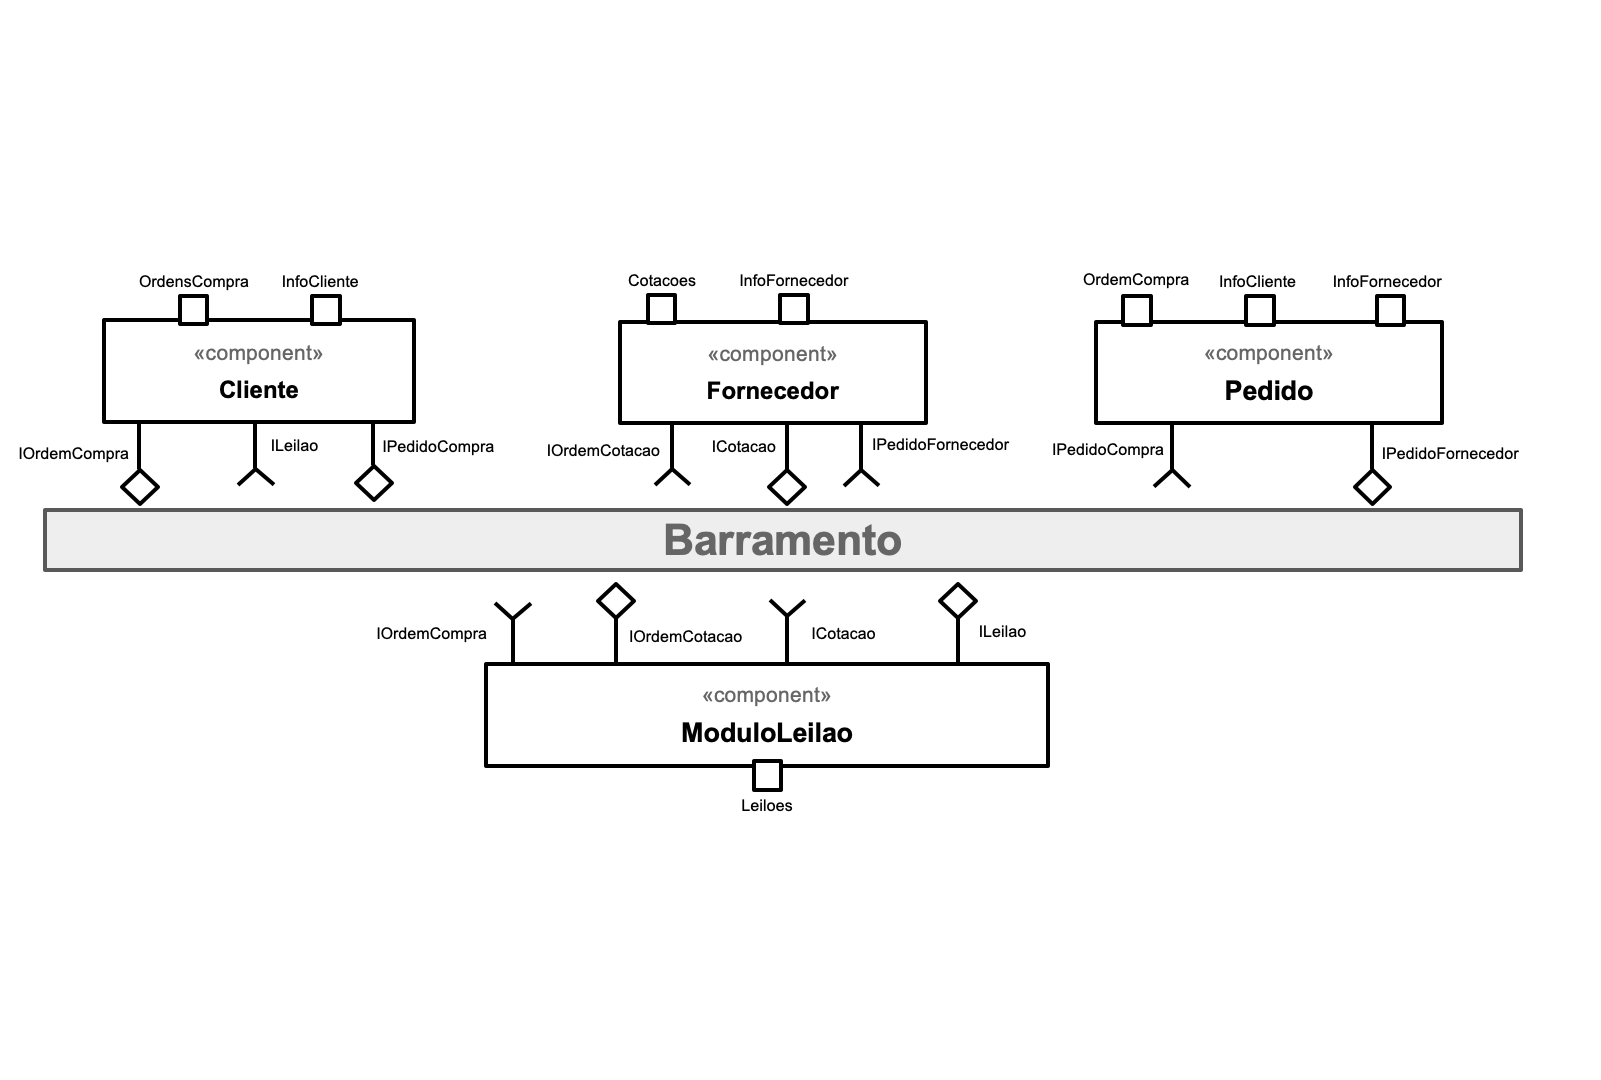 OrdensCompra
InfoCliente
«component»
Cliente
IOrdemCompra
ILeilao
IPedidoCompra
Cotacoes
InfoFornecedor
«component»
Fornecedor
IOrdemCotacao
ICotacao
IPedidoFornecedor
OrdemCompra
InfoCliente
InfoFornecedor
«component»
Pedido
IPedidoCompra
IPedidoFornecedor
Barramento
IOrdemCompra
IOrdemCotacao
ICotacao
ILeilao
«component»
ModuloLeilao
Leiloes